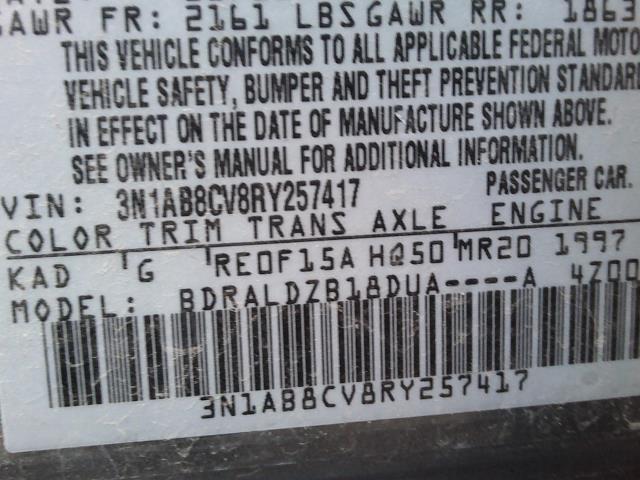 GAWR FR: 2161 LBS GAWR RR: 1863
THIS VEHICLE CONFORMS TO ALL APPLICABLE FEDERAL MOTO
VEHICLE SAFETY, BUMPER AND THEFT PREVENTION STANDARD
IN EFFECT ON THE DATE OF MANUFACTURE SHOWN ABOVE.
SEE OWNER'S MANUAL FOR ADDITIONAL INFORMATION.
VIN: 3N1AB8CV8RY257417 PASSENGER CAR.
COLOR TRIM TRANS AXLE ENGINE
KAD G RE0F15A HQ50 MR20 1997
MODEL: BDRALDZB18DUA----A 4Z00
3N1AB8CV8RY257417